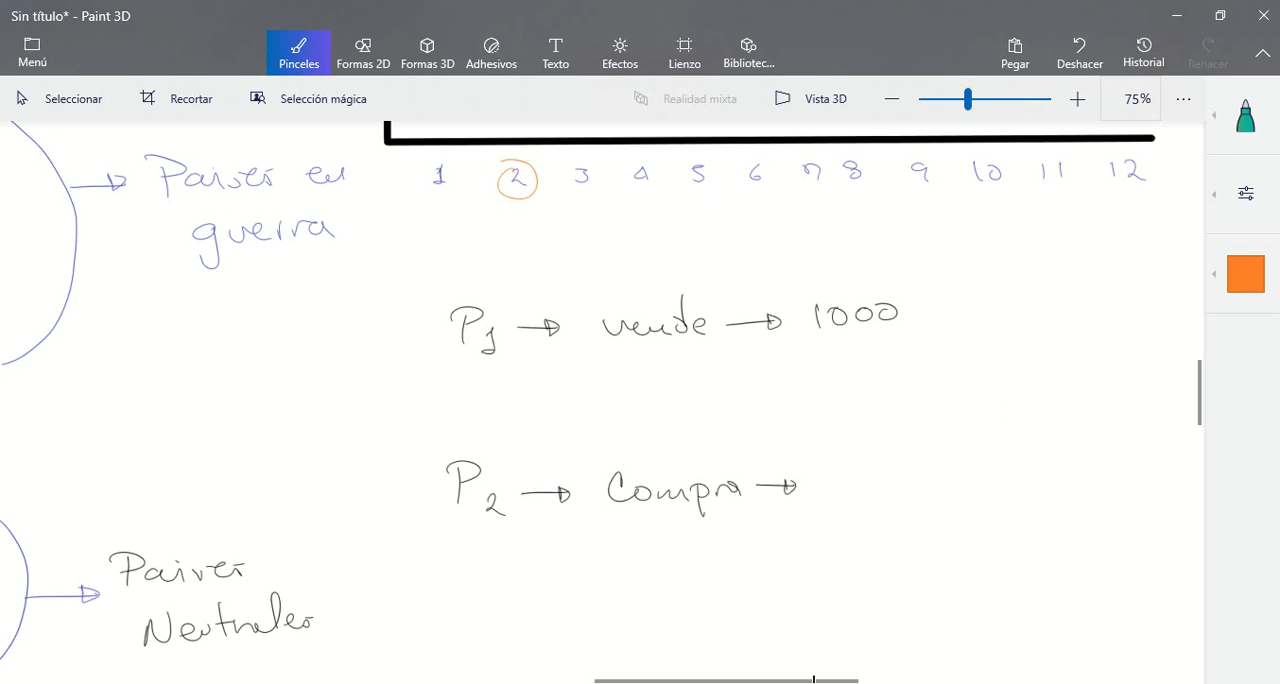 Sin título* - Paint 3D
Menú
Pinceles Formas 2D Formas 3D Adhesivos Texto Efectos Lienzo Bibliotec... Pegar Deshacer Historial Rehacer
Seleccionar Recortar Selección mágica Realidad mixta Vista 3D 75%
Paises en
guerra
1 2 3 4 5 6 7 8 9 10 11 12
P1 → vende → 1000
P2 → Compra →
Paises
Neutrales